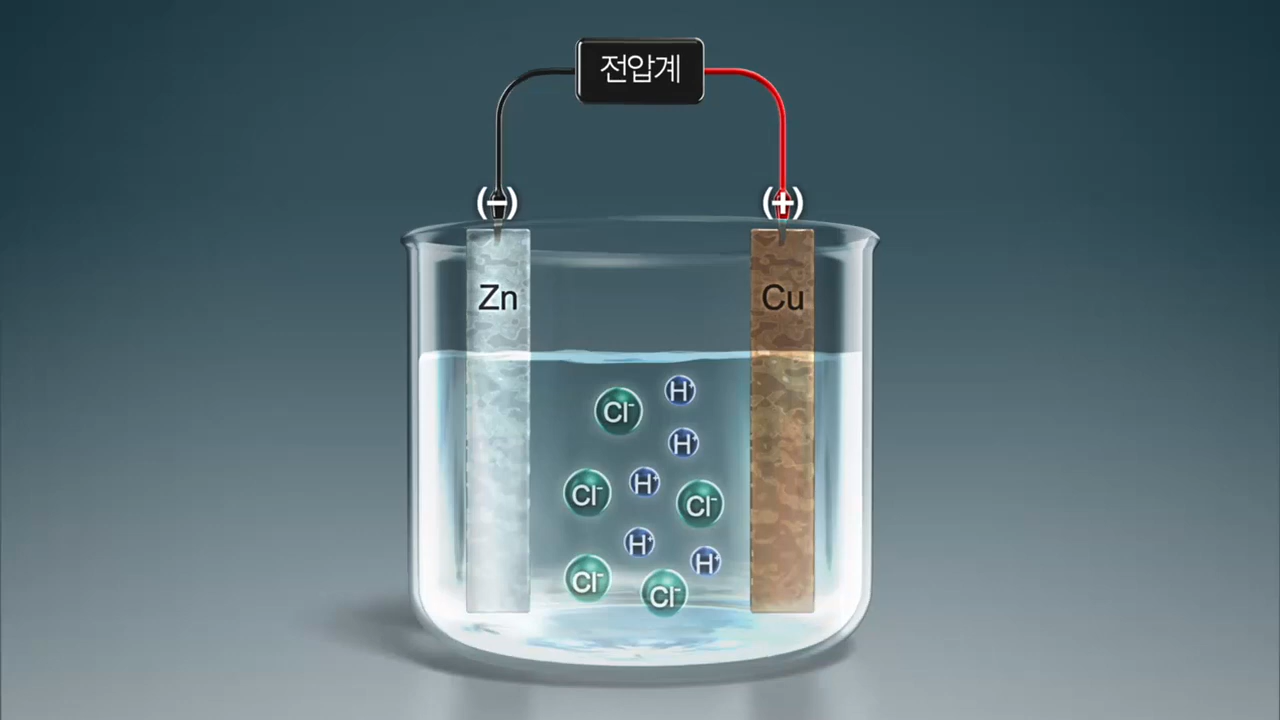 전압계
(−) (+)
Zn Cu
H⁺
Cl⁻
H⁺
H⁺
Cl⁻ Cl⁻
H⁺
H⁺
Cl⁻
Cl⁻